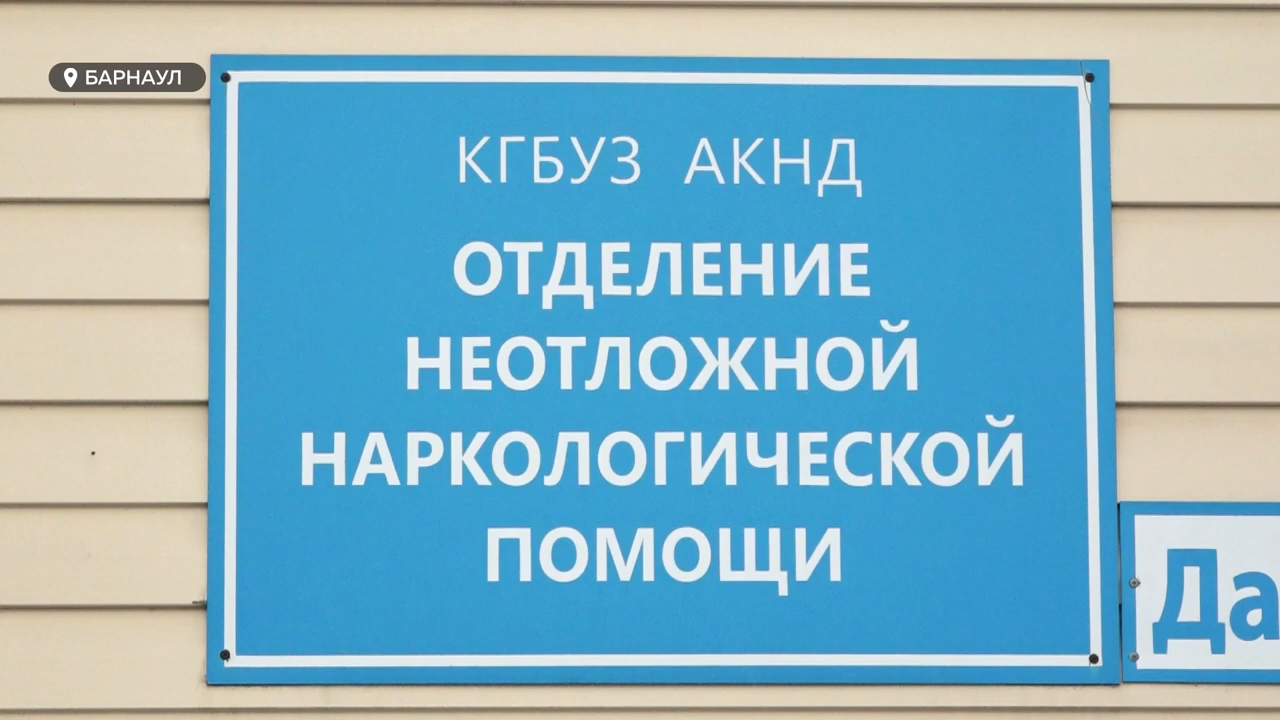 БАРНАУЛ
КГБУЗ АКНД
ОТДЕЛЕНИЕ
НЕОТЛОЖНОЙ
НАРКОЛОГИЧЕСКОЙ
ПОМОЩИ